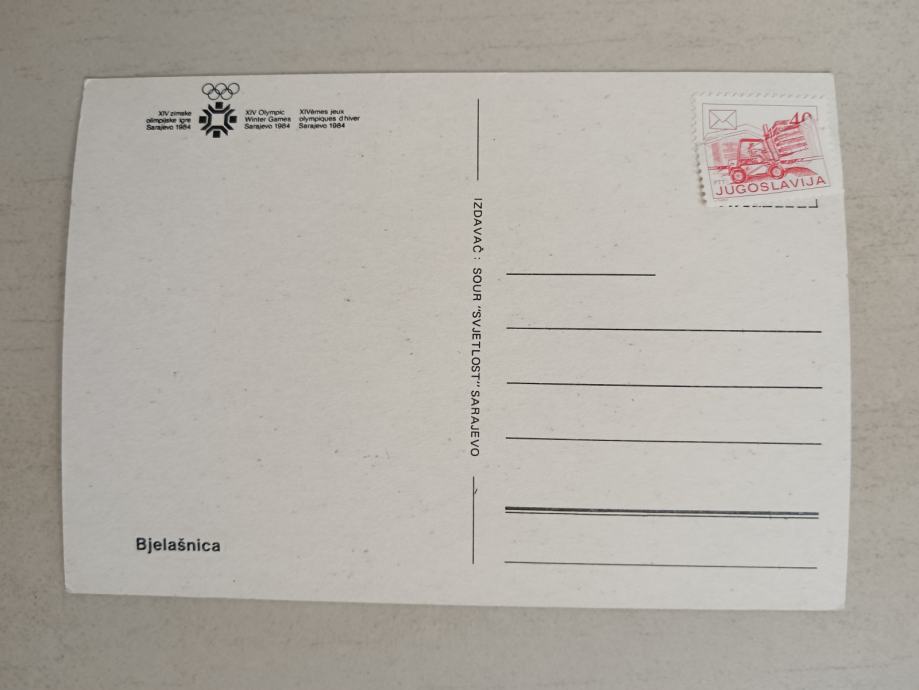 XIV zimske
olimpijske igre
Sarajevo 1984
XIV Olympic
Winter Games
Sarajevo 1984
XIVèmes jeux
olympiques d'hiver
Sarajevo 1984
40
PTT
JUGOSLAVIJA
IZDAVAČ: SOUR "SVJETLOST" SARAJEVO
Bjelašnica